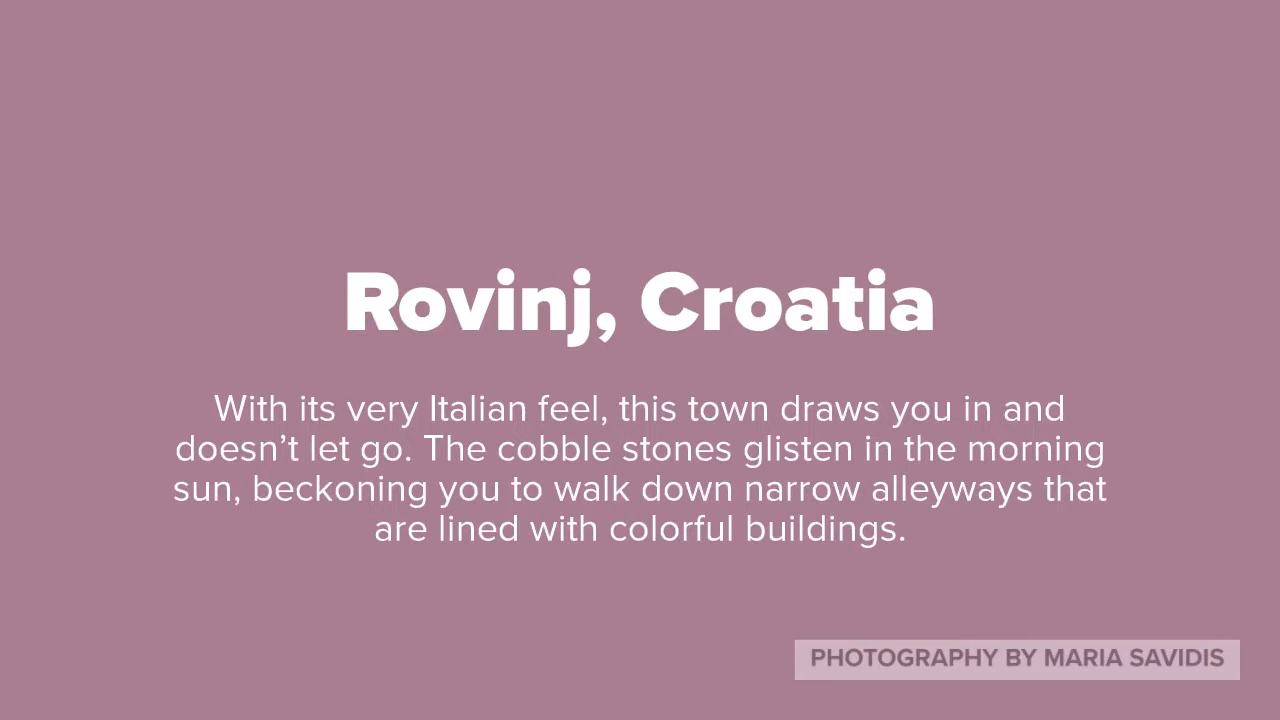 Rovinj, Croatia
With its very Italian feel, this town draws you in and
doesn’t let go. The cobble stones glisten in the morning
sun, beckoning you to walk down narrow alleyways that
are lined with colorful buildings.
PHOTOGRAPHY BY MARIA SAVIDIS